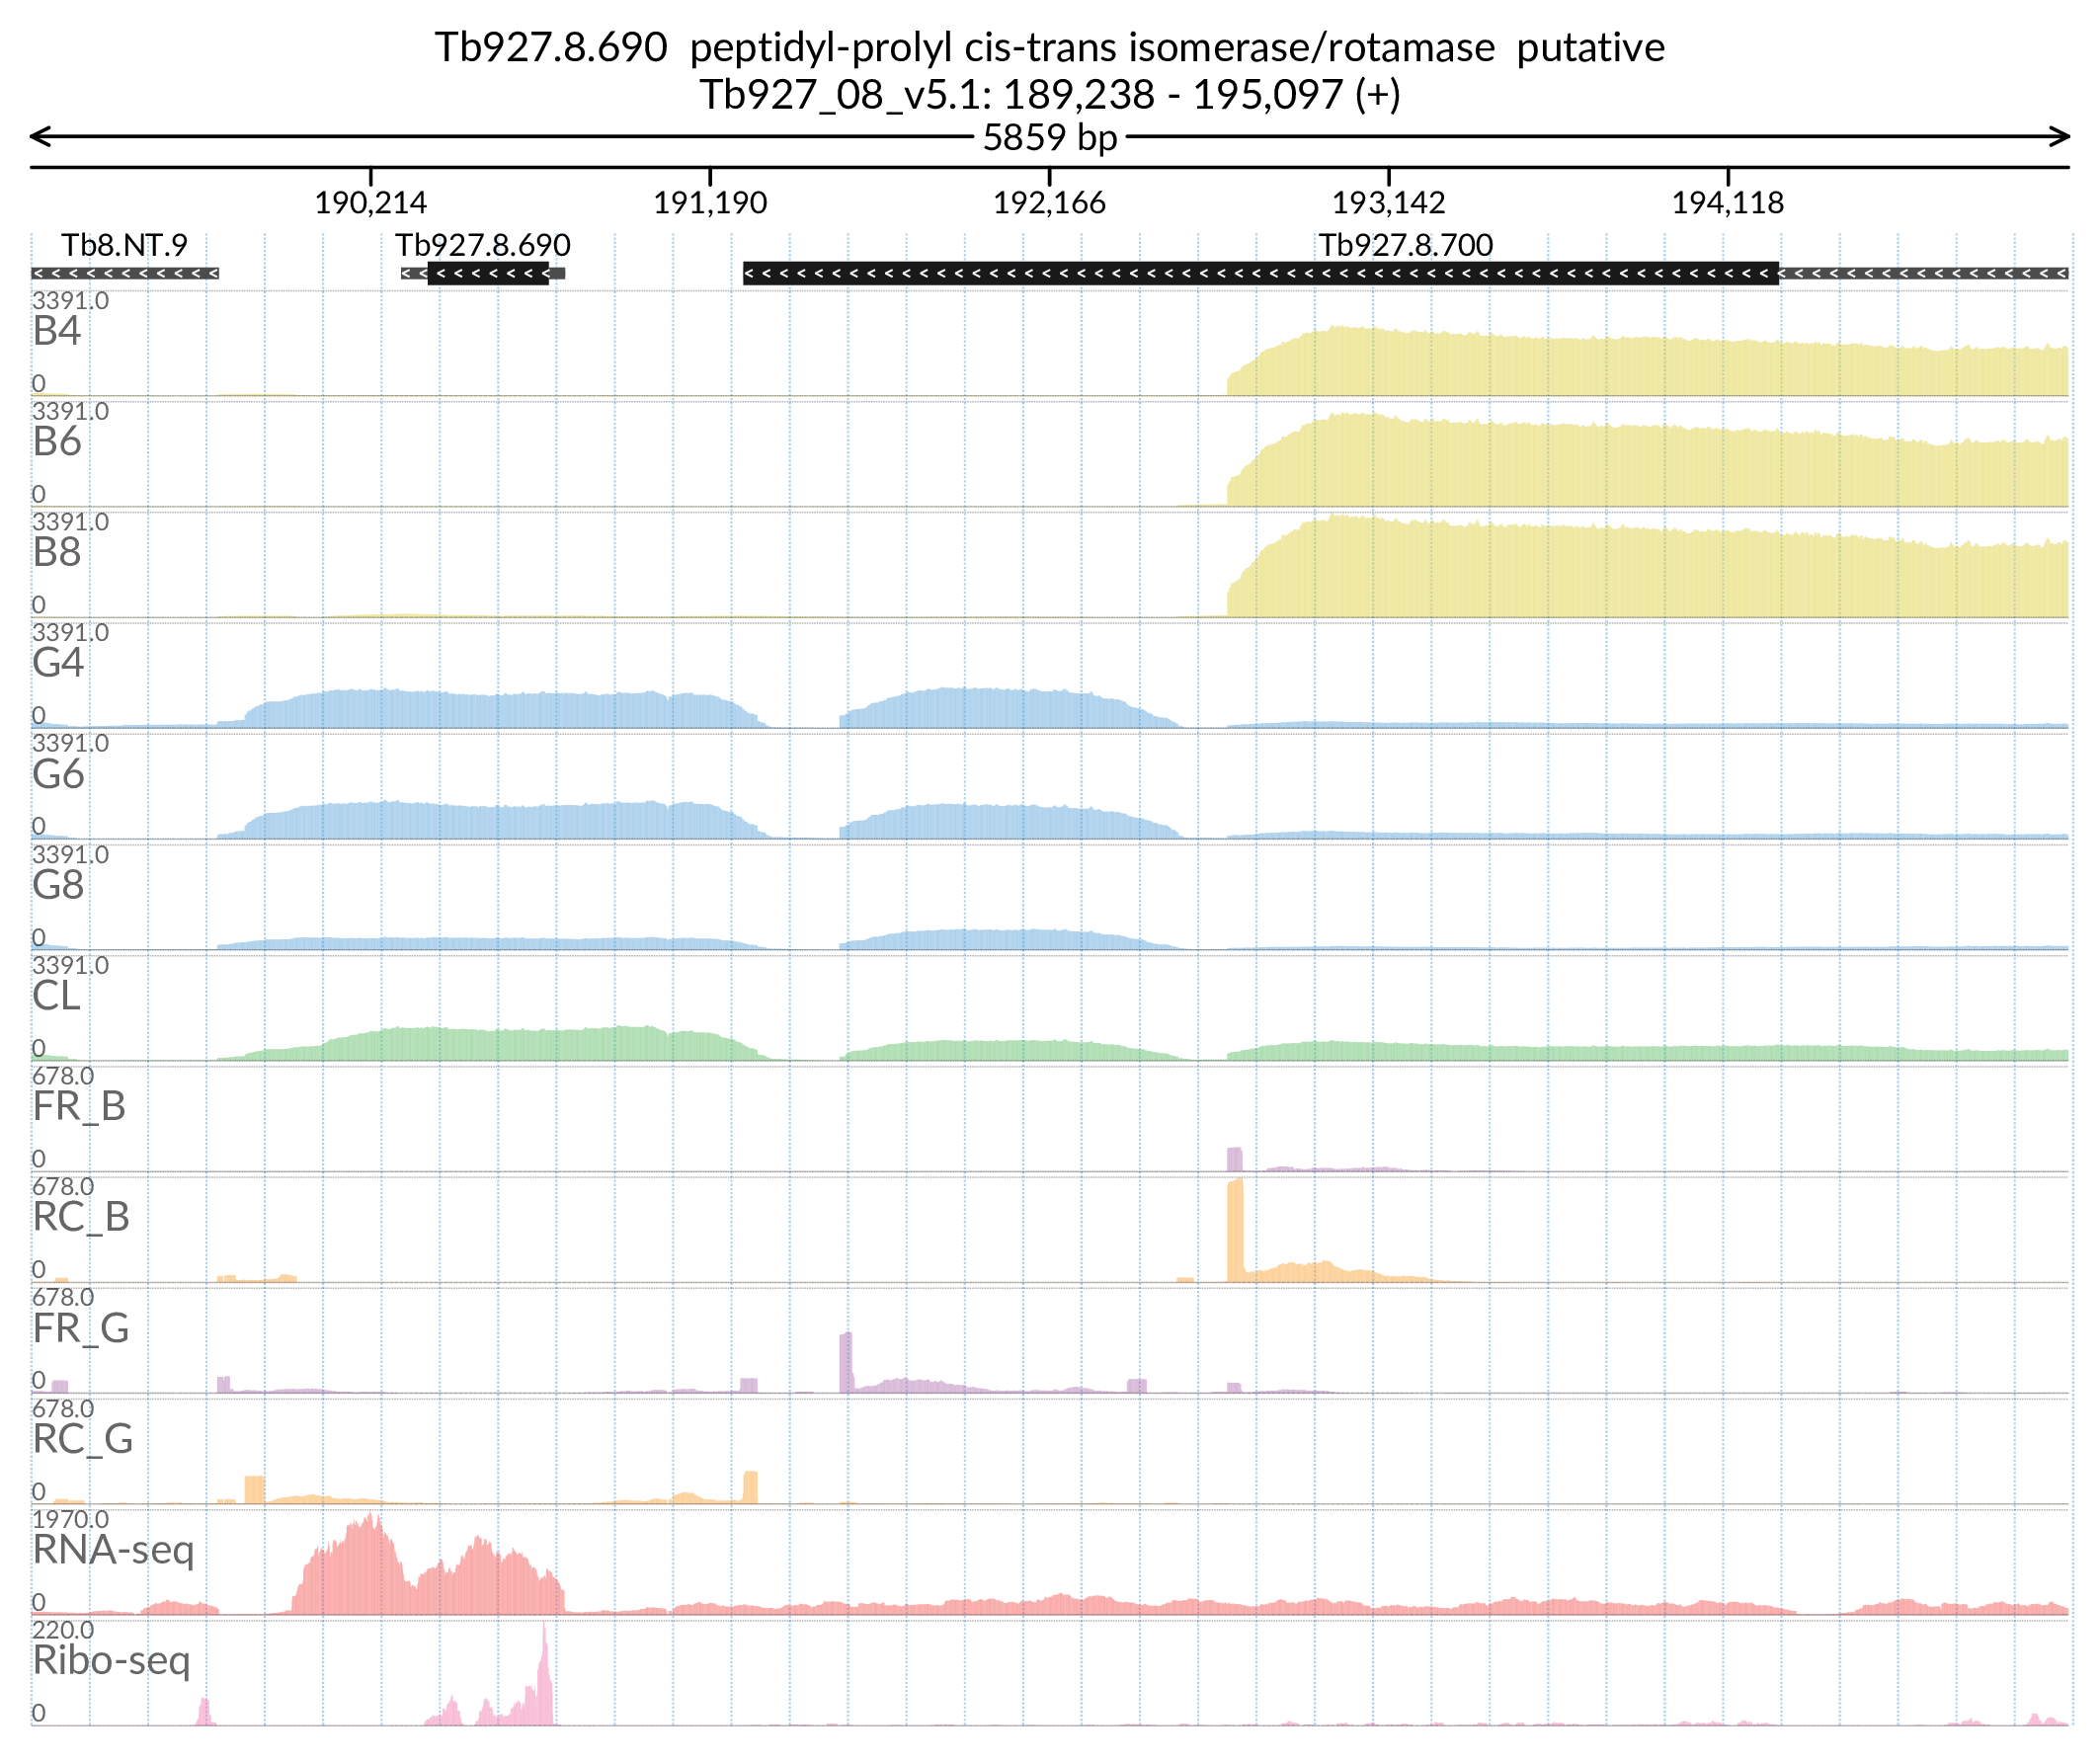 Tb927.8.690 peptidyl-prolyl cis-trans isomerase/rotamase putative
Tb927_08_v5.1: 189,238 - 195,097 (+)
5859 bp
190,214 191,190 192,166 193,142 194,118
Tb8.NT.9 Tb927.8.690 Tb927.8.700
3391.0
B4
0
3391.0
B6
0
3391.0
B8
0
3391.0
G4
0
3391.0
G6
0
3391.0
G8
0
3391.0
CL
0
678.0
FR_B
0
678.0
RC_B
0
678.0
FR_G
0
678.0
RC_G
0
1970.0
RNA-seq
0
220.0
Ribo-seq
0